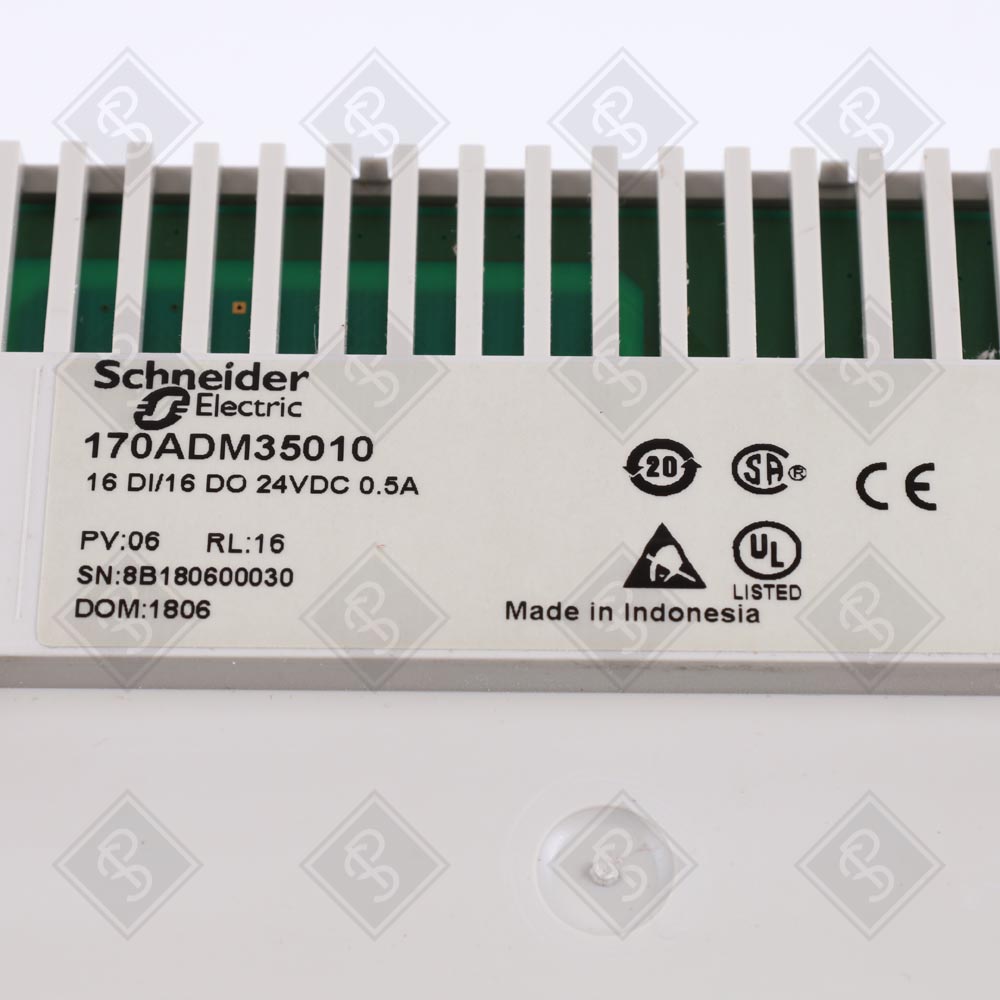 Schneider
Electric
170ADM35010
16 DI/16 DO 24VDC 0.5A
PV:06 RL:16
SN:8B180600030
DOM:1806
20
SA®
CE
UL
LISTED
Made in Indonesia